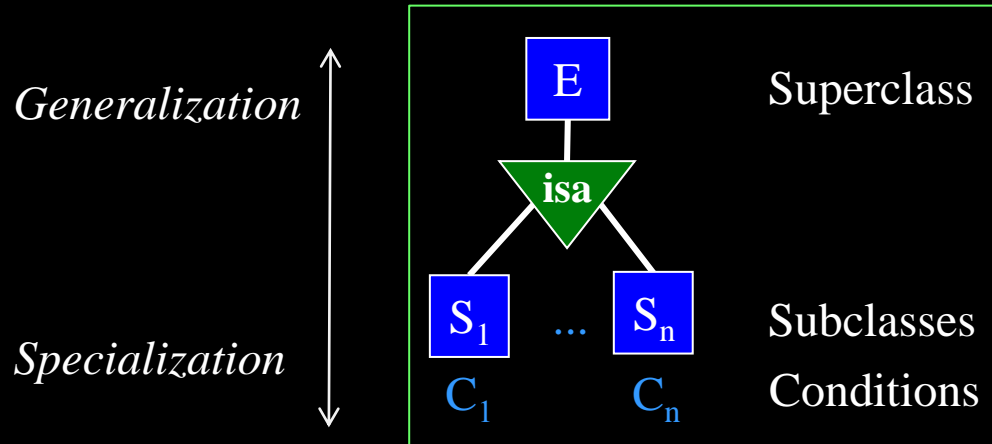 E
Generalization Superclass
isa
S₁ ... Sₙ Subclasses
Specialization
C₁ Cₙ Conditions